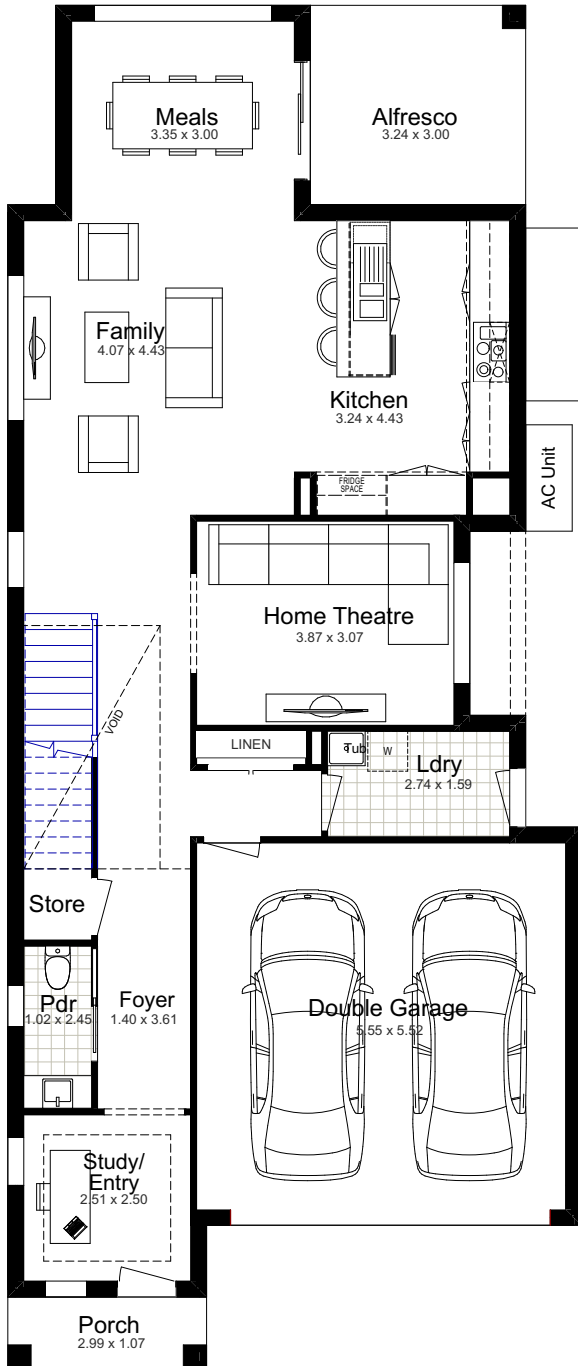 Meals
3.35 x 3.00
Alfresco
3.24 x 3.00
Family
4.07 x 4.43
Kitchen
3.24 x 4.43
AC Unit
FRIDGE
SPACE
Home Theatre
3.87 x 3.07
VOID
LINEN
Tub
W
Ldry
2.74 x 1.59
Store
Pdr
1.02 x 2.45
Foyer
1.40 x 3.61
Double Garage
5.55 x 5.52
Study/
Entry
2.51 x 2.50
Porch
2.99 x 1.07